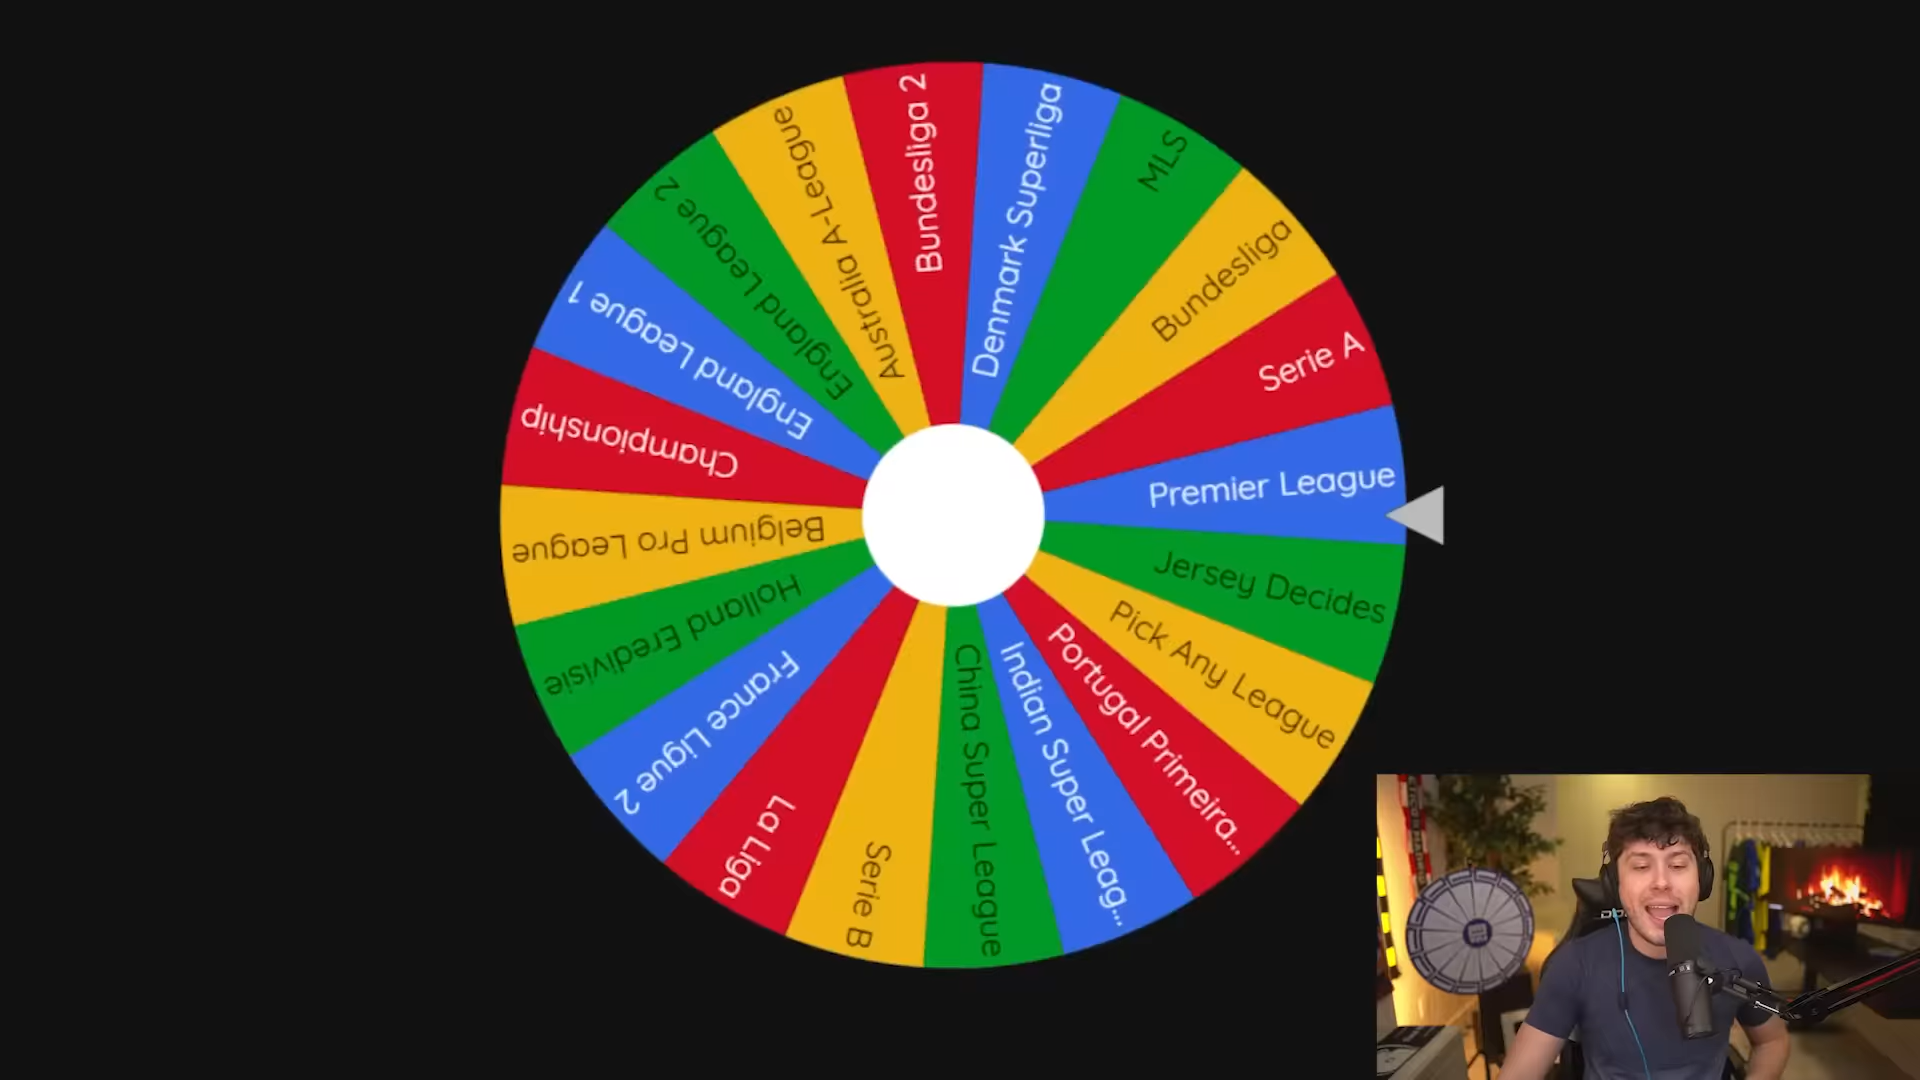 Bundesliga 2
Denmark Superliga
MLS
Bundesliga
Serie A
Premier League
Jersey Decides
Pick Any League
Portugal Primeira...
Indian Super Leag...
China Super League
Serie B
La Liga
France Ligue 2
Holland Eredivisie
Belgium Pro League
Championship
England League 1
England League 2
Australia A-League